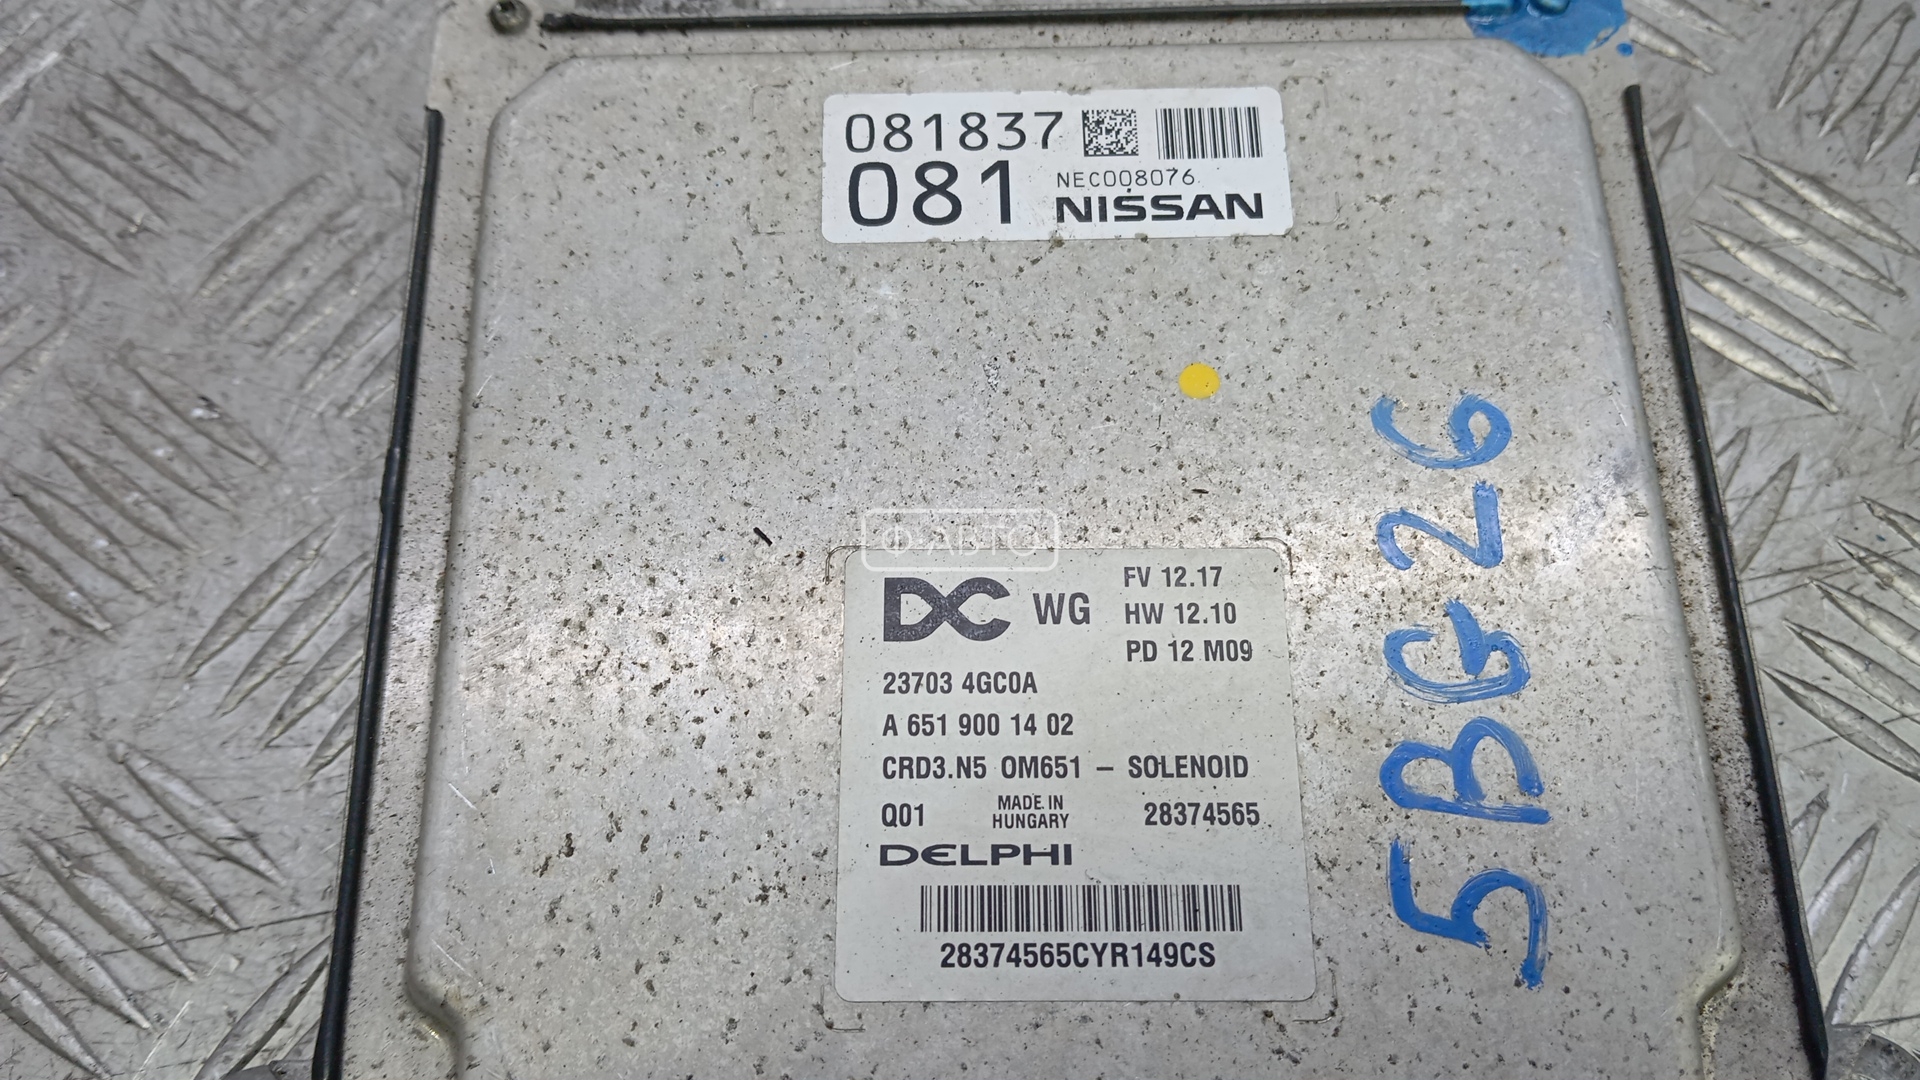 081837
081 NEC008076
NISSAN
Ф-АВТО
DC WG FV 12.17
HW 12.10
PD 12 M09
23703 4GC0A
A 651 900 14 02
CRD3.N5 OM651 – SOLENOID
Q01 MADE IN HUNGARY 28374565
DELPHI
28374565CYR149CS
5BG26